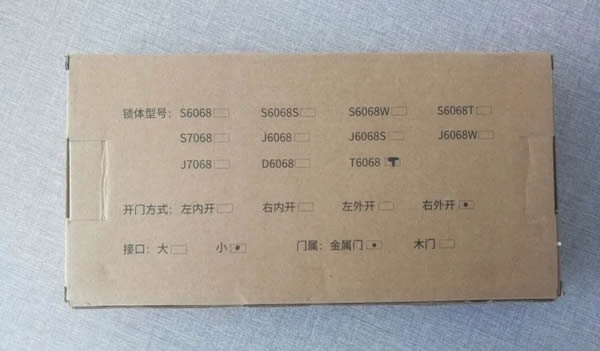 锁体型号：S6068□ S6068S□ S6068W□ S6068T□
S7068□ J6068□ J6068S□ J6068W□
J7068□ D6068□ T6068□
开门方式：左内开□ 右内开□ 左外开□ 右外开□
接口：大□ 小□ 门属：金属门□ 木门□